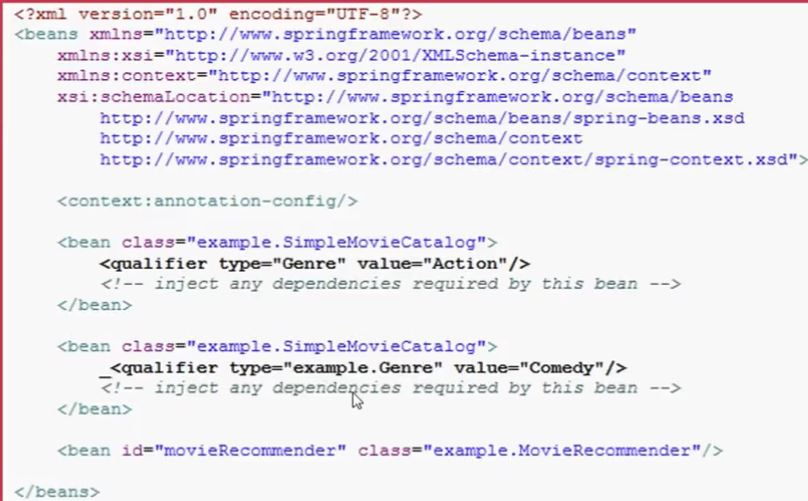 <?xml version="1.0" encoding="UTF-8"?>
<beans xmlns="http://www.springframework.org/schema/beans"
xmlns:xsi="http://www.w3.org/2001/XMLSchema-instance"
xmlns:context="http://www.springframework.org/schema/context"
xsi:schemaLocation="http://www.springframework.org/schema/beans
http://www.springframework.org/schema/beans/spring-beans.xsd
http://www.springframework.org/schema/context
http://www.springframework.org/schema/context/spring-context.xsd">
<context:annotation-config/>
<bean class="example.SimpleMovieCatalog">
<qualifier type="Genre" value="Action"/>
<!-- inject any dependencies required by this bean -->
</bean>
<bean class="example.SimpleMovieCatalog">
_<qualifier type="example.Genre" value="Comedy"/>
<!-- inject any dependencies required by this bean -->
</bean>
<bean id="movieRecommender" class="example.MovieRecommender"/>
</beans>